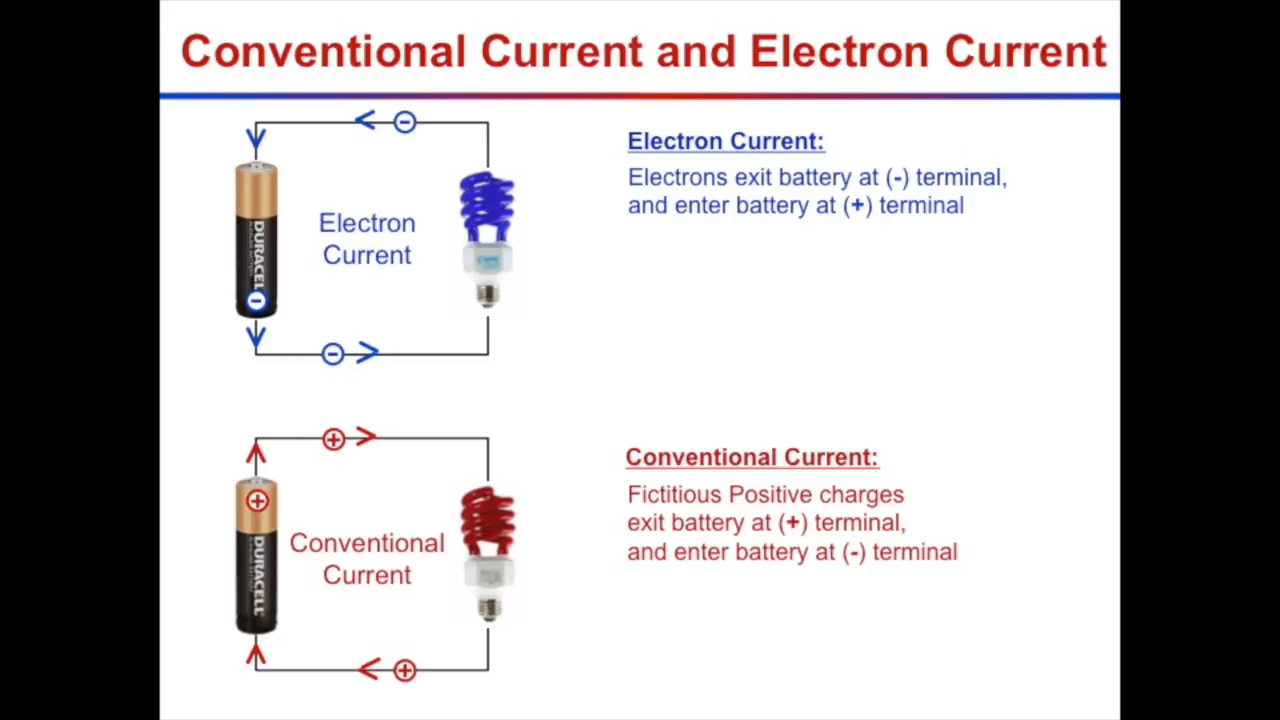 Conventional Current and Electron Current
Electron Current:
Electrons exit battery at (-) terminal,
and enter battery at (+) terminal
Electron
Current
DURACEL
Conventional Current:
Fictitious Positive charges
exit battery at (+) terminal,
and enter battery at (-) terminal
Conventional
Current
DURACELL